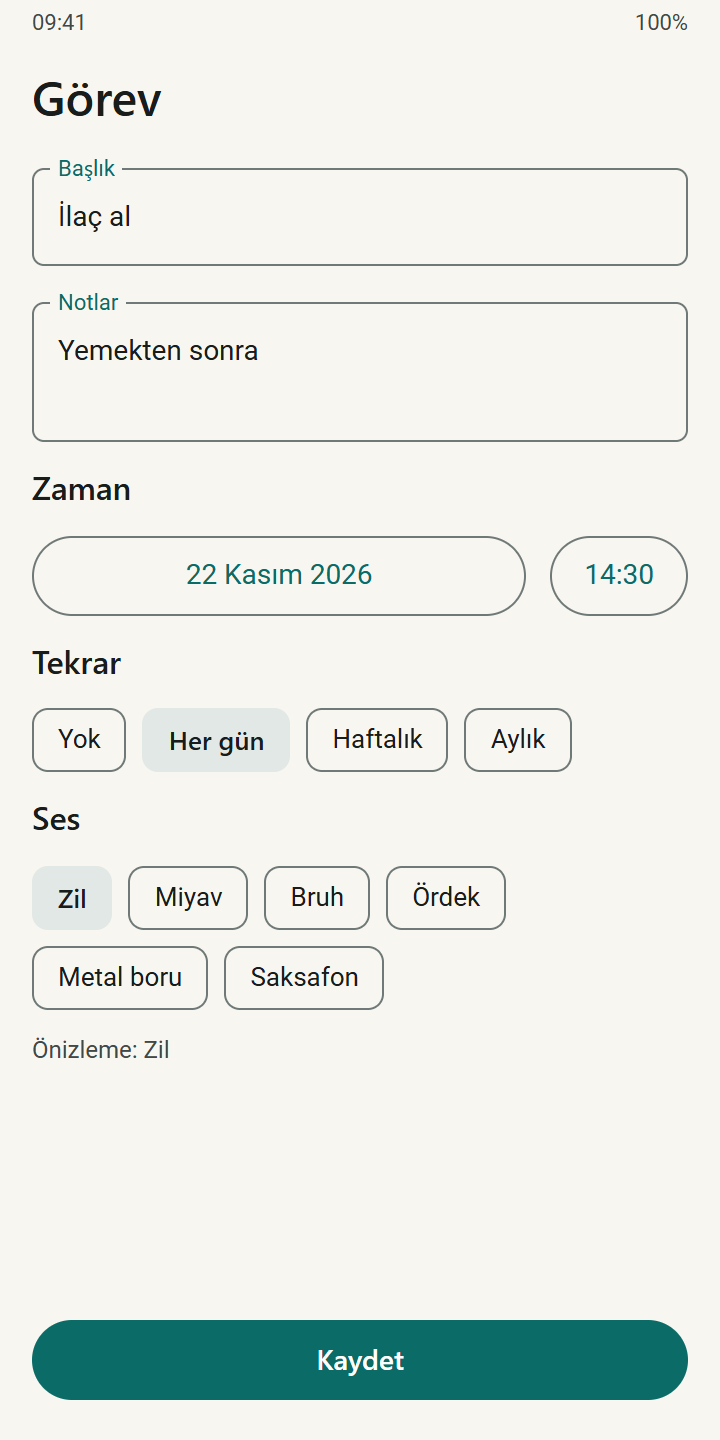 09:41 100%
Görev
Başlık
İlaç al
Notlar
Yemekten sonra
Zaman
22 Kasım 2026 14:30
Tekrar
Yok Her gün Haftalık Aylık
Ses
Zil Miyav Bruh Ördek
Metal boru Saksafon
Önizleme: Zil
Kaydet